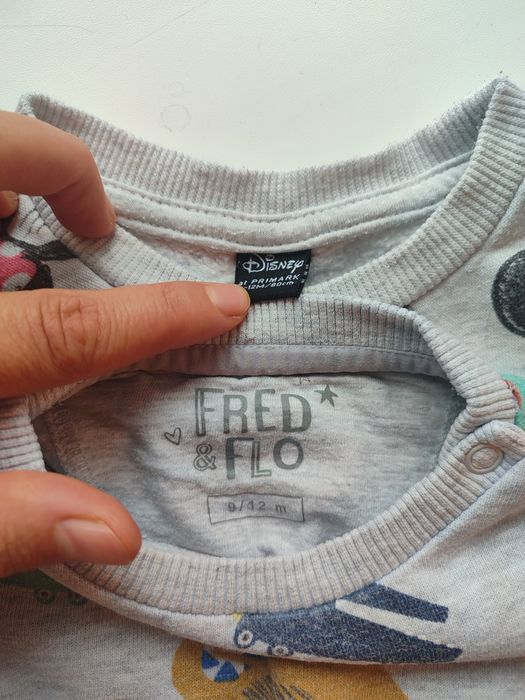 Disney
at PRIMARK
-12M/80cm
FRED
& FLO
9/12 m